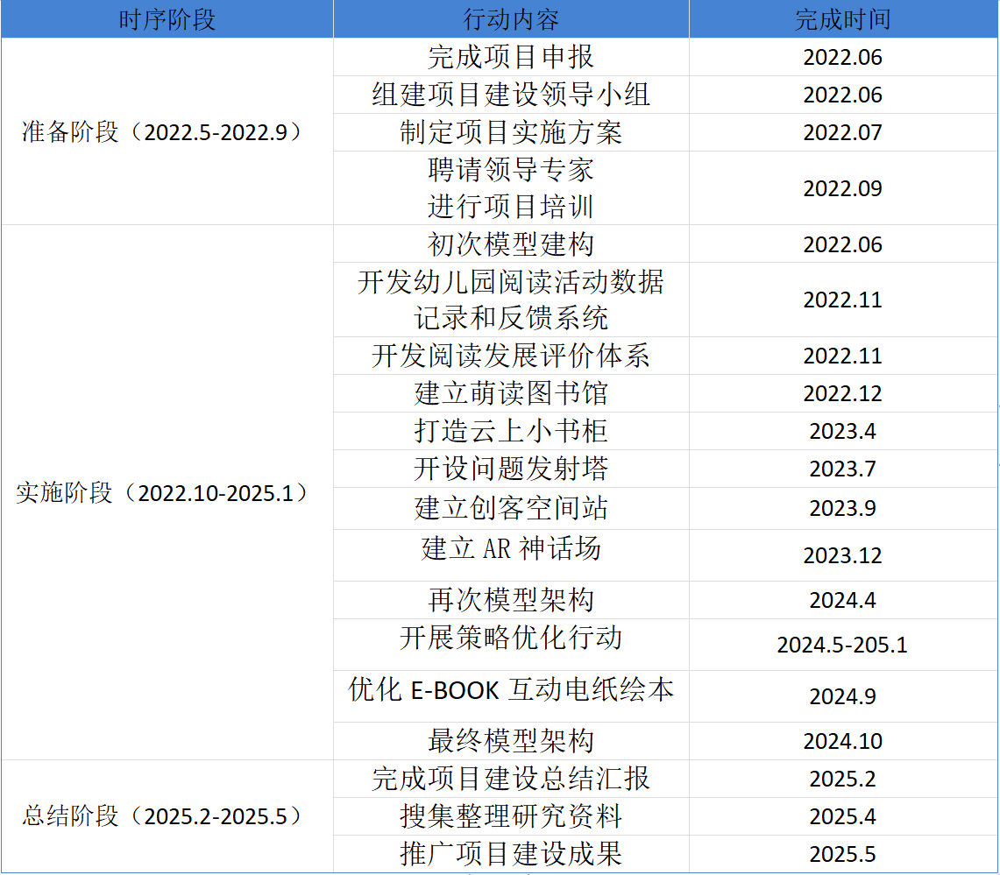 时序阶段 行动内容 完成时间
准备阶段（2022.5-2022.9）
完成项目申报 2022.06
组建项目建设领导小组 2022.06
制定项目实施方案 2022.07
聘请领导专家
进行项目培训
2022.09
实施阶段（2022.10-2025.1）
初次模型建构 2022.06
开发幼儿园阅读活动数据
记录和反馈系统
2022.11
开发阅读发展评价体系 2022.11
建立萌读图书馆 2022.12
打造云上小书柜 2023.4
开设问题发射塔 2023.7
建立创客空间站 2023.9
建立 AR 神话场 2023.12
再次模型架构 2024.4
开展策略优化行动 2024.5-205.1
优化 E-BOOK 互动电纸绘本 2024.9
最终模型架构 2024.10
总结阶段（2025.2-2025.5）
完成项目建设总结汇报 2025.2
搜集整理研究资料 2025.4
推广项目建设成果 2025.5